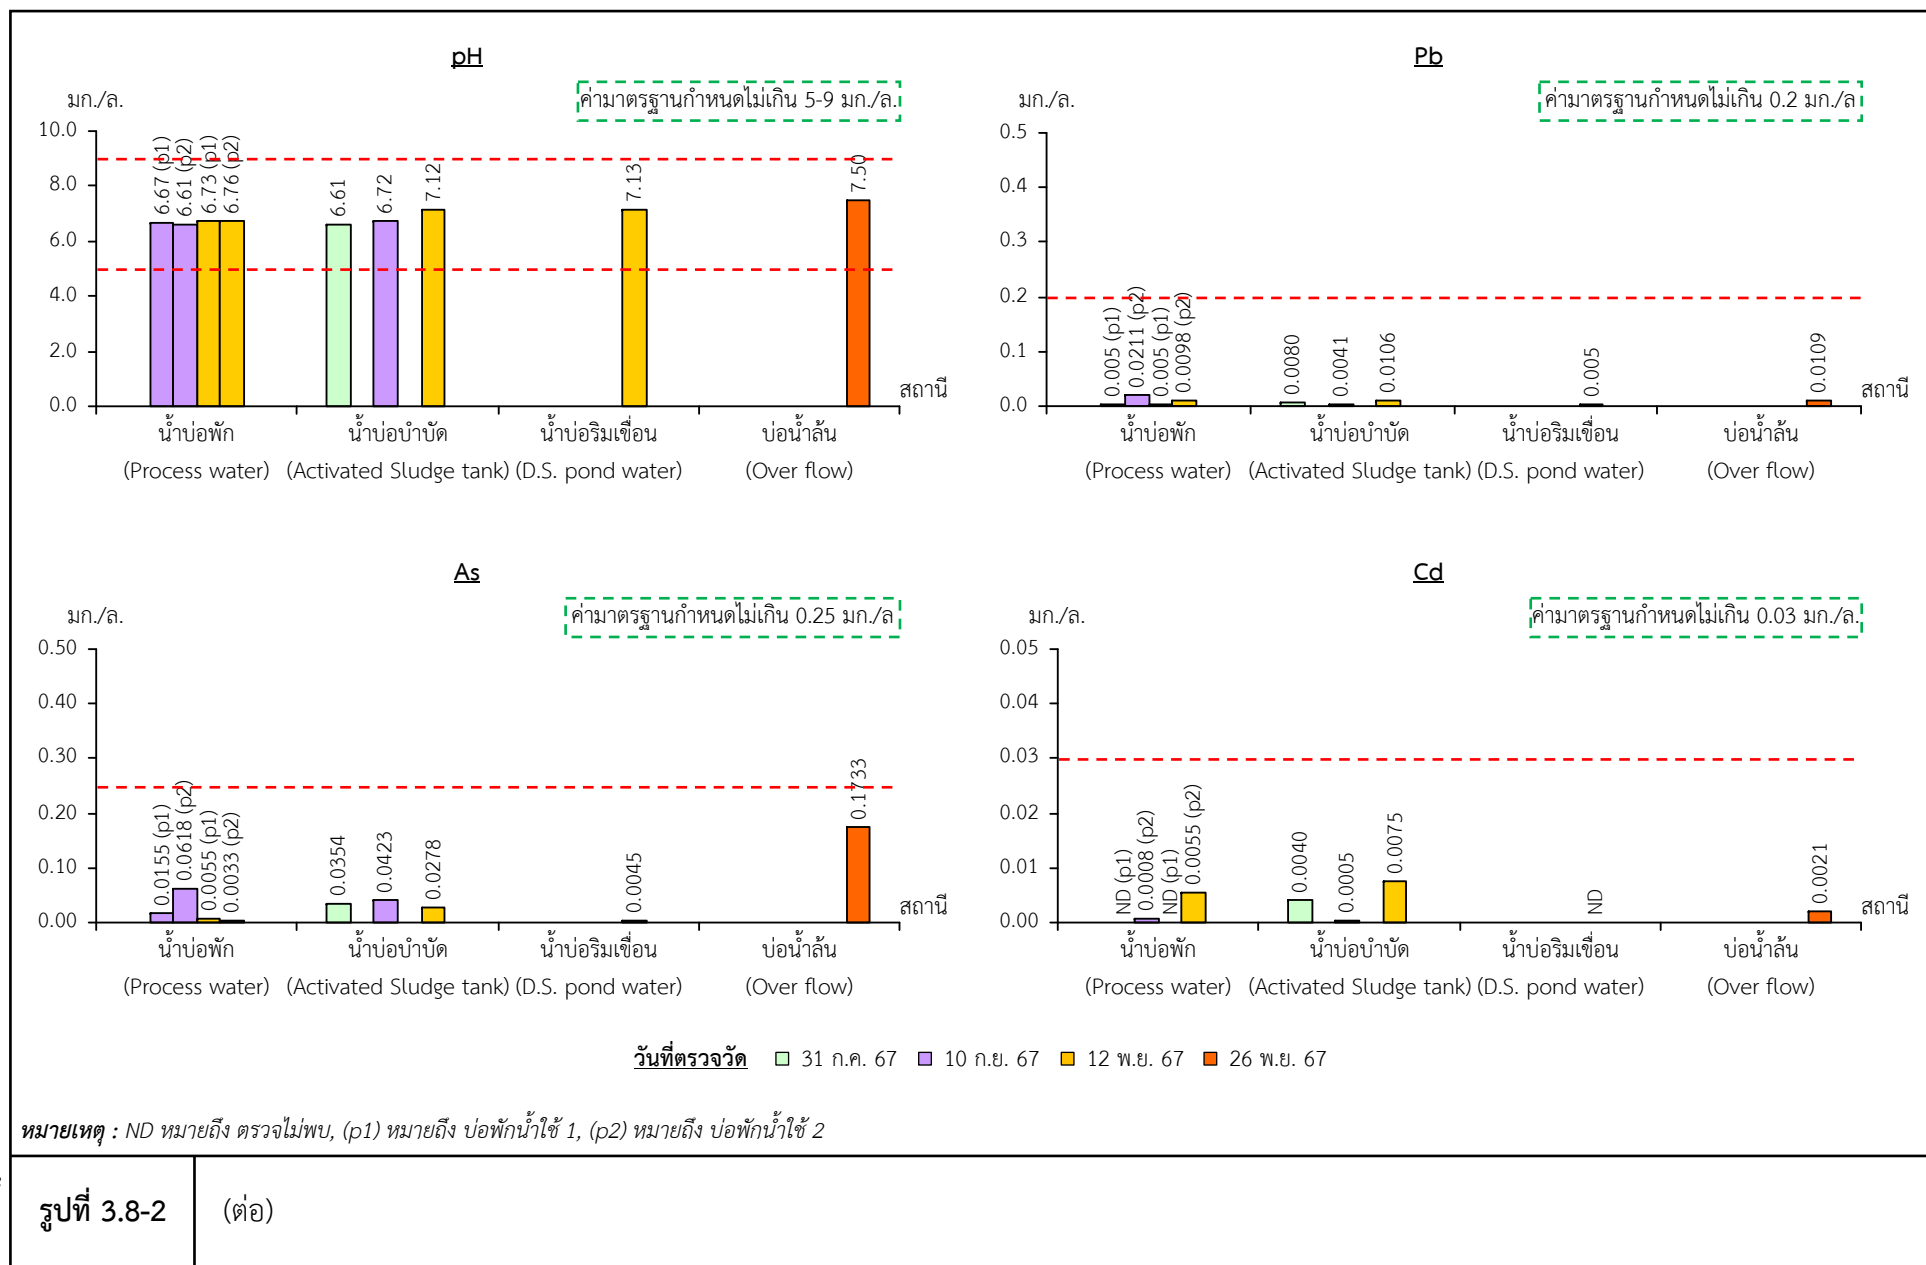 pH
มก./ล.
ค่ามาตรฐานกำหนดไม่เกิน 5-9 มก./ล.
10.0
8.0
6.0
4.0
2.0
0.0
6.67 (p1)
6.61 (p2)
6.73 (p1)
6.76 (p2)
6.61
6.72
7.12
7.13
7.50
สถานี
น้ำบ่อพัก น้ำบ่อบำบัด น้ำบ่อริมเขื่อน บ่อน้ำล้น
(Process water) (Activated Sludge tank) (D.S. pond water) (Over flow)
Pb
มก./ล.
ค่ามาตรฐานกำหนดไม่เกิน 0.2 มก./ล
0.5
0.4
0.3
0.2
0.1
0.0
0.005 (p1)
0.0211 (p2)
0.005 (p1)
0.0098 (p2)
0.0080
0.0041
0.0106
0.005
0.0109
สถานี
น้ำบ่อพัก น้ำบ่อบำบัด น้ำบ่อริมเขื่อน บ่อน้ำล้น
(Process water) (Activated Sludge tank) (D.S. pond water) (Over flow)
As
มก./ล.
ค่ามาตรฐานกำหนดไม่เกิน 0.25 มก./ล
0.50
0.40
0.30
0.20
0.10
0.00
0.0155 (p1)
0.0618 (p2)
0.0055 (p1)
0.0033 (p2)
0.0354
0.0423
0.0278
0.0045
0.1733
สถานี
น้ำบ่อพัก น้ำบ่อบำบัด น้ำบ่อริมเขื่อน บ่อน้ำล้น
(Process water) (Activated Sludge tank) (D.S. pond water) (Over flow)
Cd
มก./ล.
ค่ามาตรฐานกำหนดไม่เกิน 0.03 มก./ล.
0.05
0.04
0.03
0.02
0.01
0.00
ND (p1)
0.0008 (p2)
ND (p1)
0.0055 (p2)
0.0040
0.0005
0.0075
ND
0.0021
สถานี
น้ำบ่อพัก น้ำบ่อบำบัด น้ำบ่อริมเขื่อน บ่อน้ำล้น
(Process water) (Activated Sludge tank) (D.S. pond water) (Over flow)
วันที่ตรวจวัด 31 ก.ค. 67 10 ก.ย. 67 12 พ.ย. 67 26 พ.ย. 67
หมายเหตุ : ND หมายถึง ตรวจไม่พบ, (p1) หมายถึง บ่อพักน้ำใช้ 1, (p2) หมายถึง บ่อพักน้ำใช้ 2
รูปที่ 3.8-2 (ต่อ)